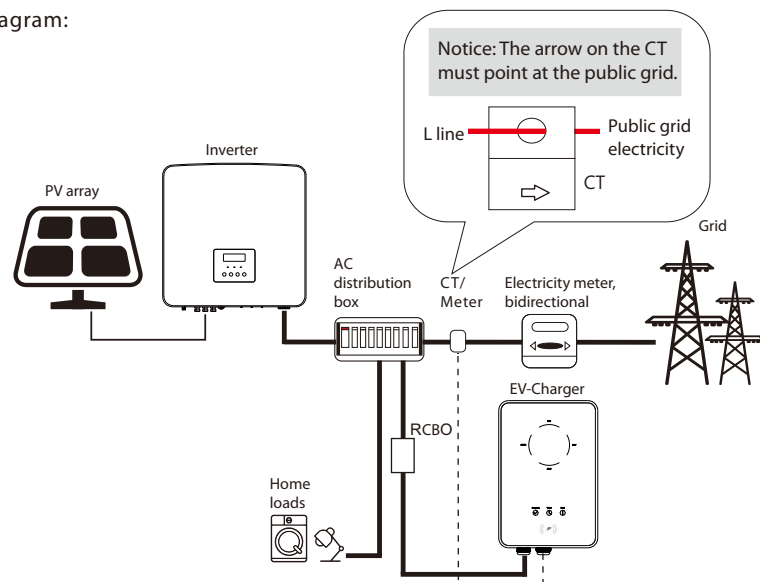 agram:
Notice: The arrow on the CT
must point at the public grid.
L line
Public grid
electricity
CT
Inverter
PV array
Grid
AC
distribution
box
CT/
Meter
Electricity meter,
bidirectional
EV-Charger
RCBO
Home
loads